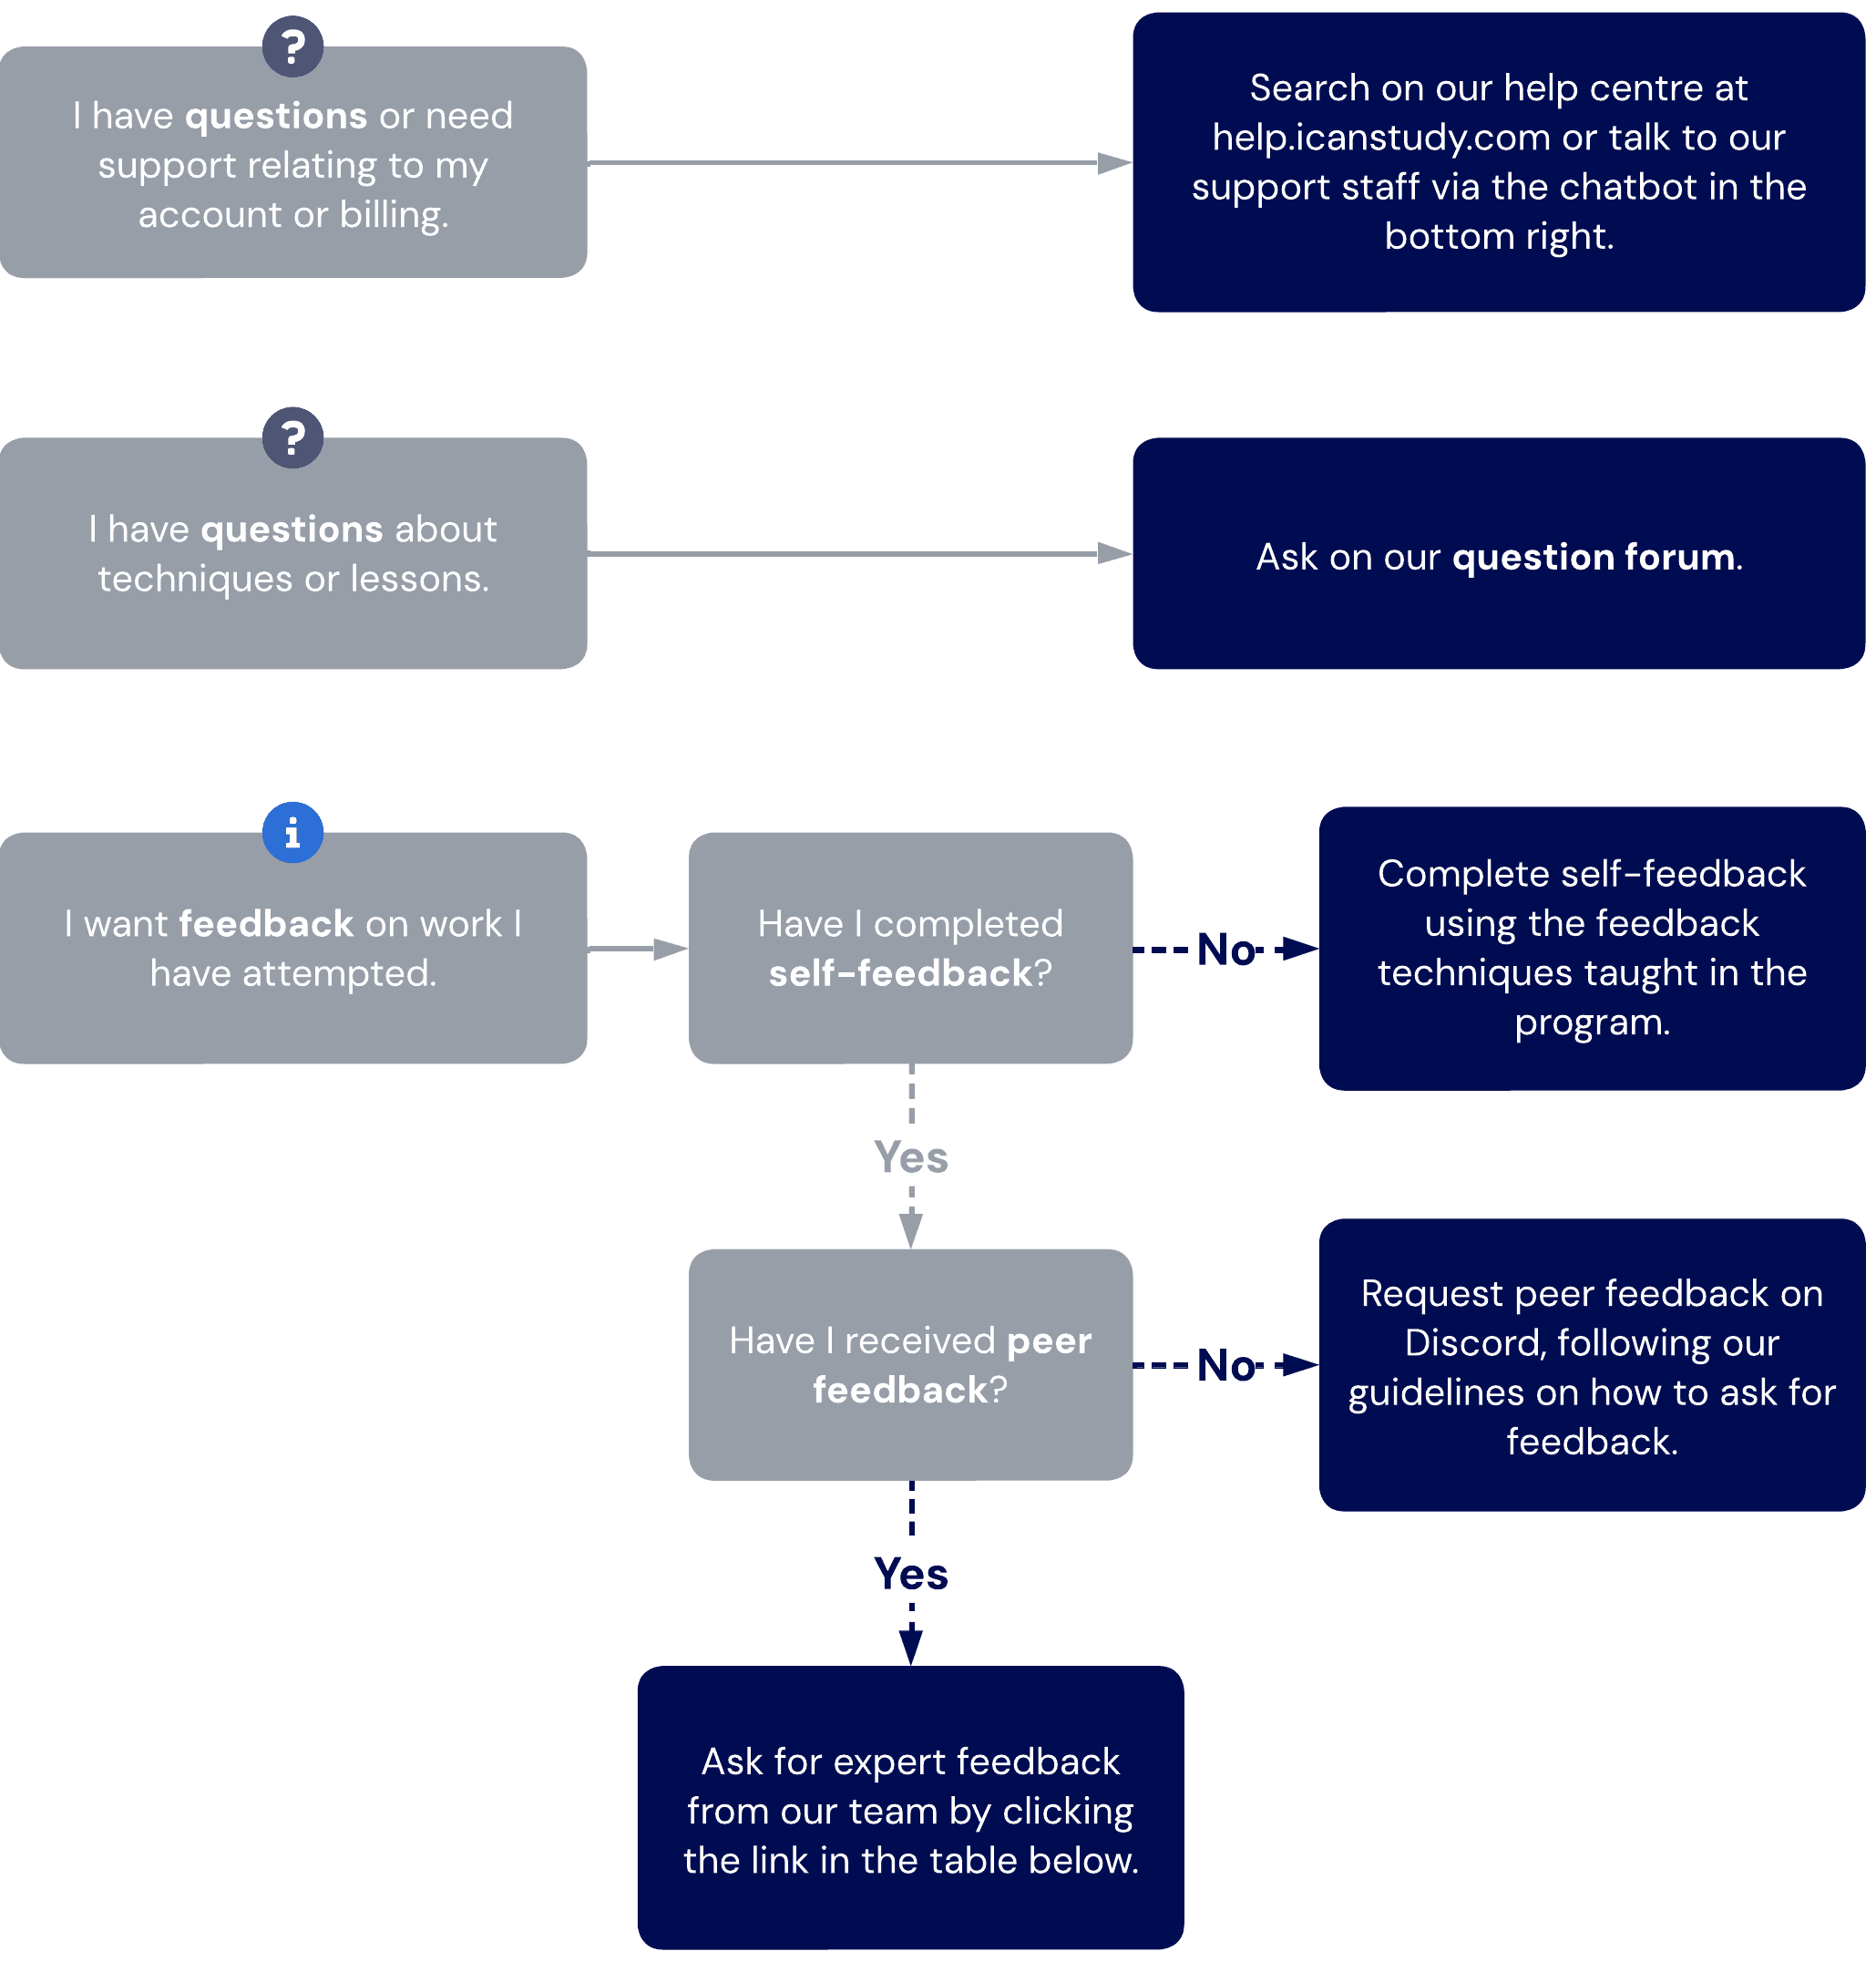 ?
I have questions or need
support relating to my
account or billing.
Search on our help centre at
help.icanstudy.com or talk to our
support staff via the chatbot in the
bottom right.
?
I have questions about
techniques or lessons.
Ask on our question forum.
i
I want feedback on work I
have attempted.
Have I completed
self-feedback?
No
Complete self-feedback
using the feedback
techniques taught in the
program.
Yes
Have I received peer
feedback?
No
Request peer feedback on
Discord, following our
guidelines on how to ask for
feedback.
Yes
Ask for expert feedback
from our team by clicking
the link in the table below.